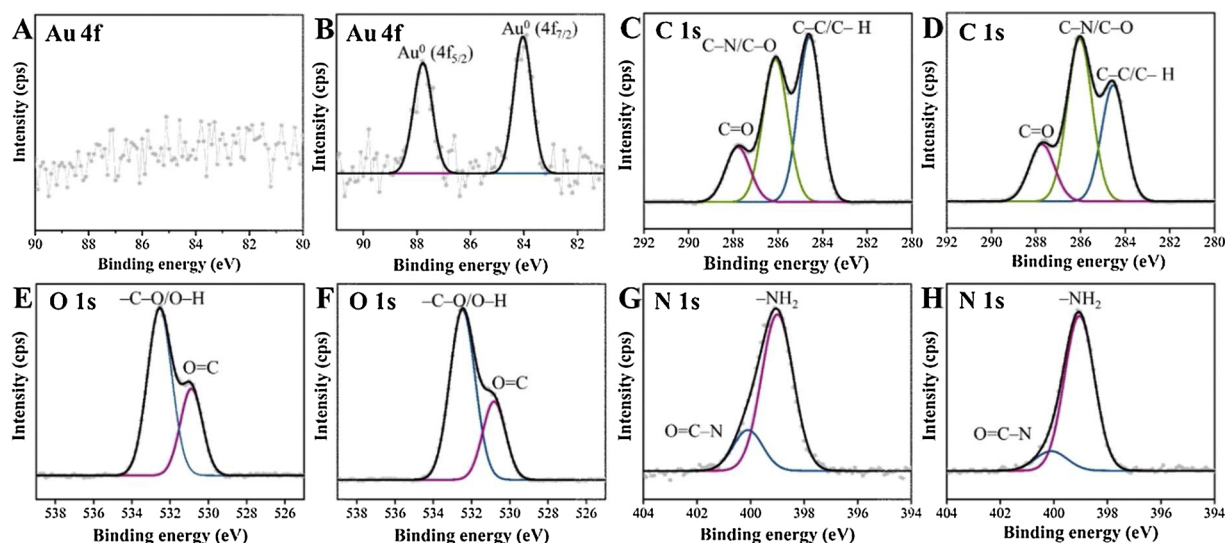 A
Au 4f
Intensity (cps)
90 88 86 84 82 80
Binding energy (eV)
B
Au 4f
Au⁰ (4f₅/₂)
Au⁰ (4f₇/₂)
Intensity (cps)
90 88 86 84 82
Binding energy (eV)
C
C 1s
C–N/C–O
C–C/C– H
C=O
Intensity (cps)
292 290 288 286 284 282 280
Binding energy (eV)
D
C 1s
C–N/C–O
C–C/C– H
C=O
Intensity (cps)
292 290 288 286 284 282 280
Binding energy (eV)
E
O 1s
–C–O/O–H
O=C
Intensity (cps)
538 536 534 532 530 528 526
Binding energy (eV)
F
O 1s
–C–O/O–H
O=C
Intensity (cps)
538 536 534 532 530 528 526
Binding energy (eV)
G
N 1s
–NH₂
O=C–N
Intensity (cps)
404 402 400 398 396 394
Binding energy (eV)
H
N 1s
–NH₂
O=C–N
Intensity (cps)
404 402 400 398 396 394
Binding energy (eV)